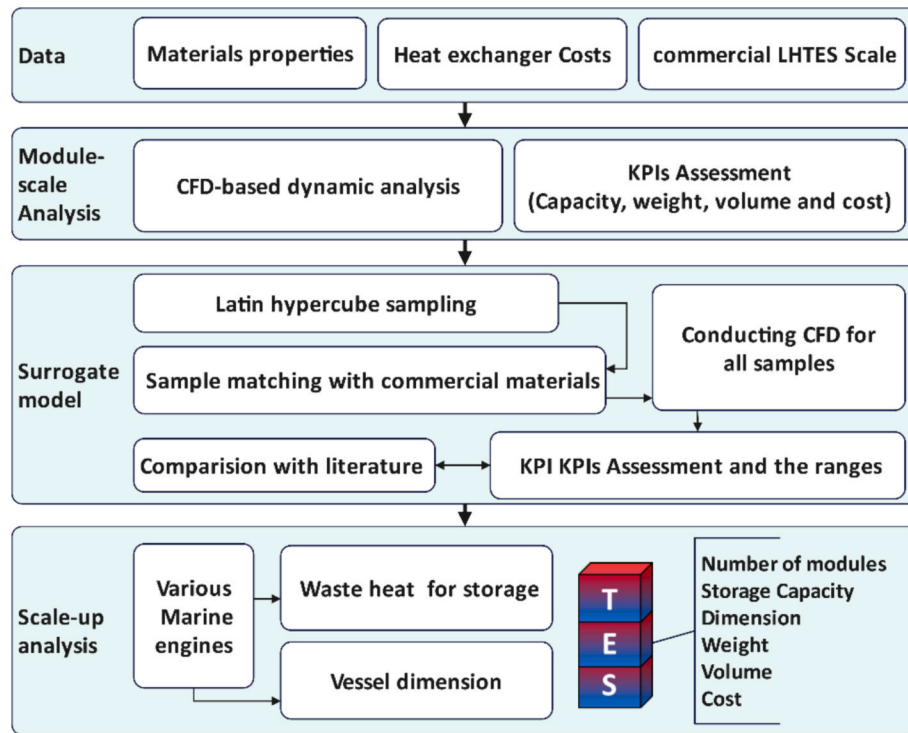 Data
Materials properties
Heat exchanger Costs
commercial LHTES Scale
Module-
scale
Analysis
CFD-based dynamic analysis
KPIs Assessment
(Capacity, weight, volume and cost)
Surrogate
model
Latin hypercube sampling
Sample matching with commercial materials
Conducting CFD for
all samples
Comparision with literature
KPI KPIs Assessment and the ranges
Scale-up
analysis
Various
Marine
engines
Waste heat for storage
Vessel dimension
T
E
S
Number of modules
Storage Capacity
Dimension
Weight
Volume
Cost